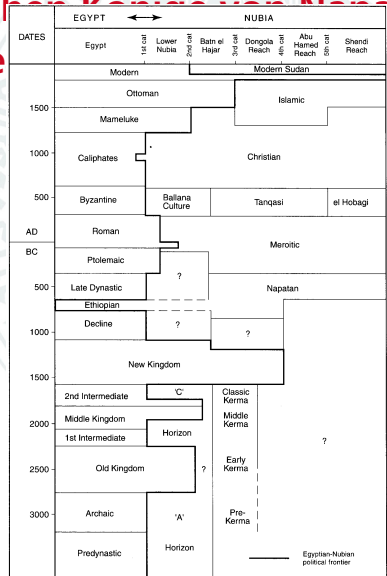 hen Könige von Napa
EGYPT NUBIA
DATES Egypt 1st cat Lower Nubia 2nd cat Batn el Hajar 3rd cat Dongola Reach 4th cat Abu Hamed Reach 5th cat Shendi Reach
Modern Modern Sudan
Ottoman Islamic
1500
Mameluke
1000 Caliphates Christian
500 Byzantine Ballana Culture Tanqasi el Hobagi
AD Roman Meroitic
BC
Ptolemaic ?
500 Late Dynastic Napatan
Ethiopian
Decline ? ?
1000
New Kingdom
1500
2nd Intermediate 'C' Classic Kerma
2000 Middle Kingdom Middle Kerma
1st Intermediate Horizon ?
2500 Old Kingdom ? Early Kerma
3000 Archaic 'A' Pre-Kerma
Predynastic Horizon
Egyptian-Nubian
political frontier